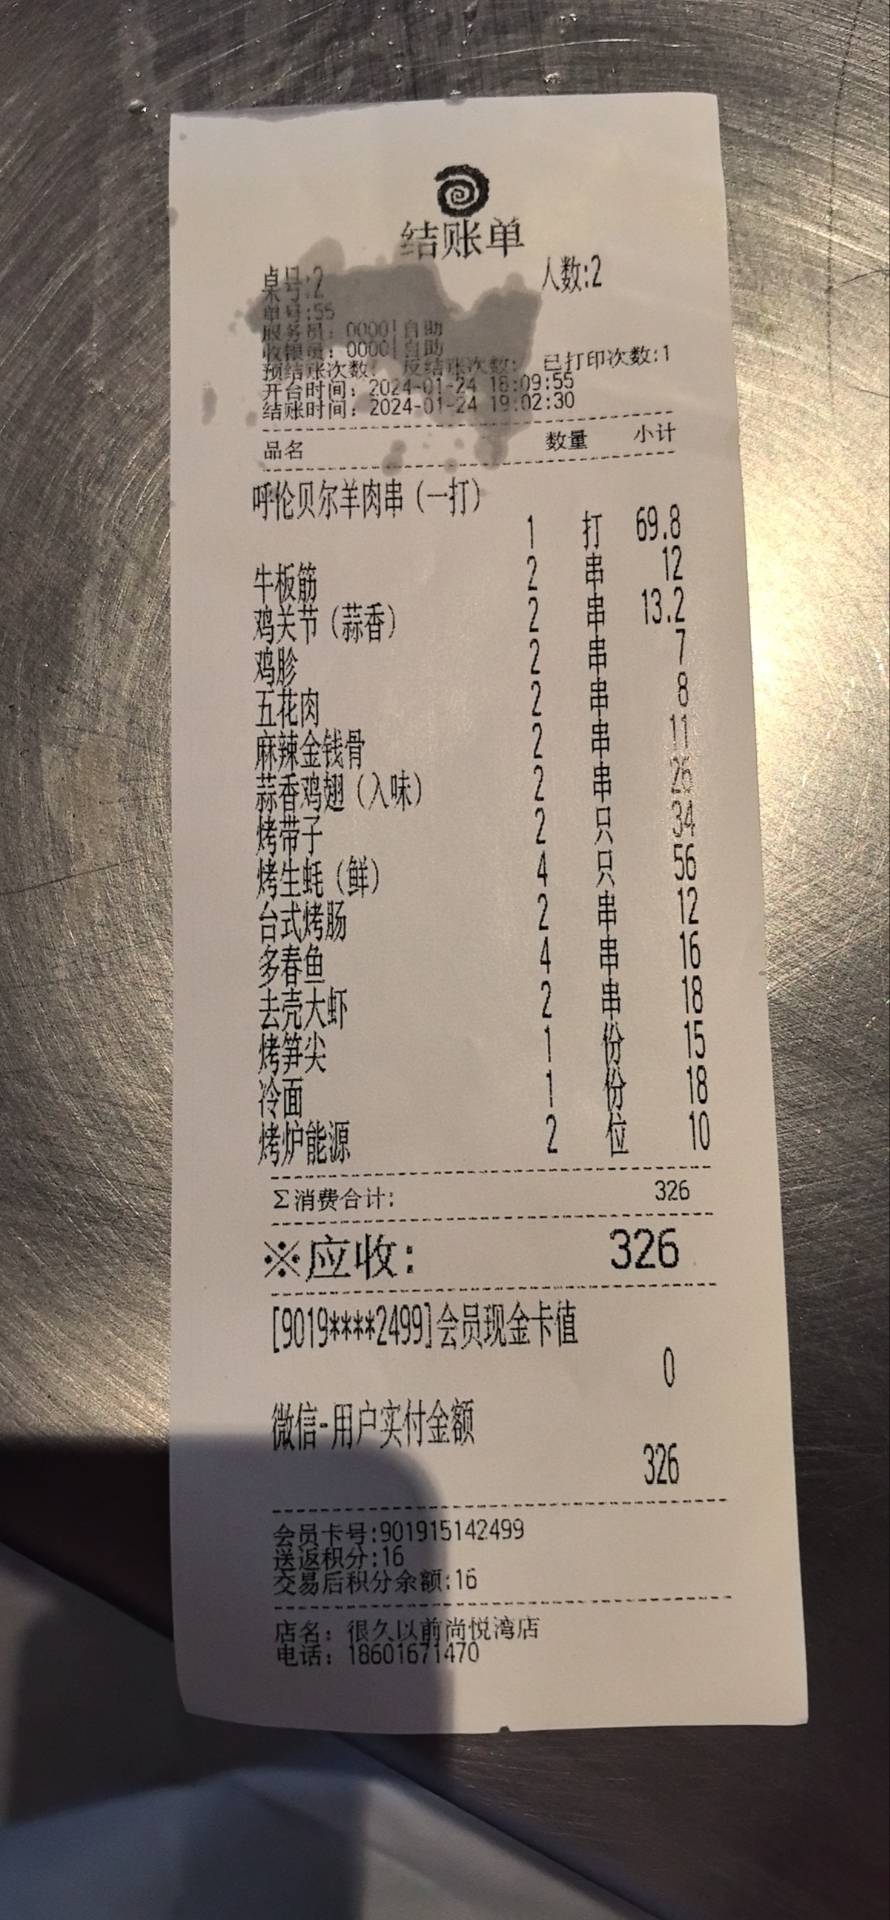 结账单
桌号:2 人数:2
单号:55
服务员: 00001 自助
收银员: 00001 自助
预结账次数: 反结账次数: 已打印次数:1
开台时间: 2024-01-24 18:09:55
结账时间: 2024-01-24 19:02:30
品名 数量 小计
呼伦贝尔羊肉串(一打)
1 打 69.8
牛板筋 2 串 12
鸡关节(蒜香) 2 串 13.2
鸡胗 2 串 7
五花肉 2 串 8
麻辣金钱骨 2 串 11
蒜香鸡翅(入味) 2 串 26
烤带子 2 只 34
烤生蚝(鲜) 4 只 56
台式烤肠 2 串 12
多春鱼 4 串 16
去壳大虾 2 串 18
烤笋尖 1 份 15
冷面 1 份 18
烤炉能源 2 位 10
Σ消费合计: 326
※应收: 326
[9019****2499]会员现金卡值
0
微信-用户实付金额
326
会员卡号:901915142499
送返积分:16
交易后积分余额:16
店名: 很久以前尚悦湾店
电话: 18601671470